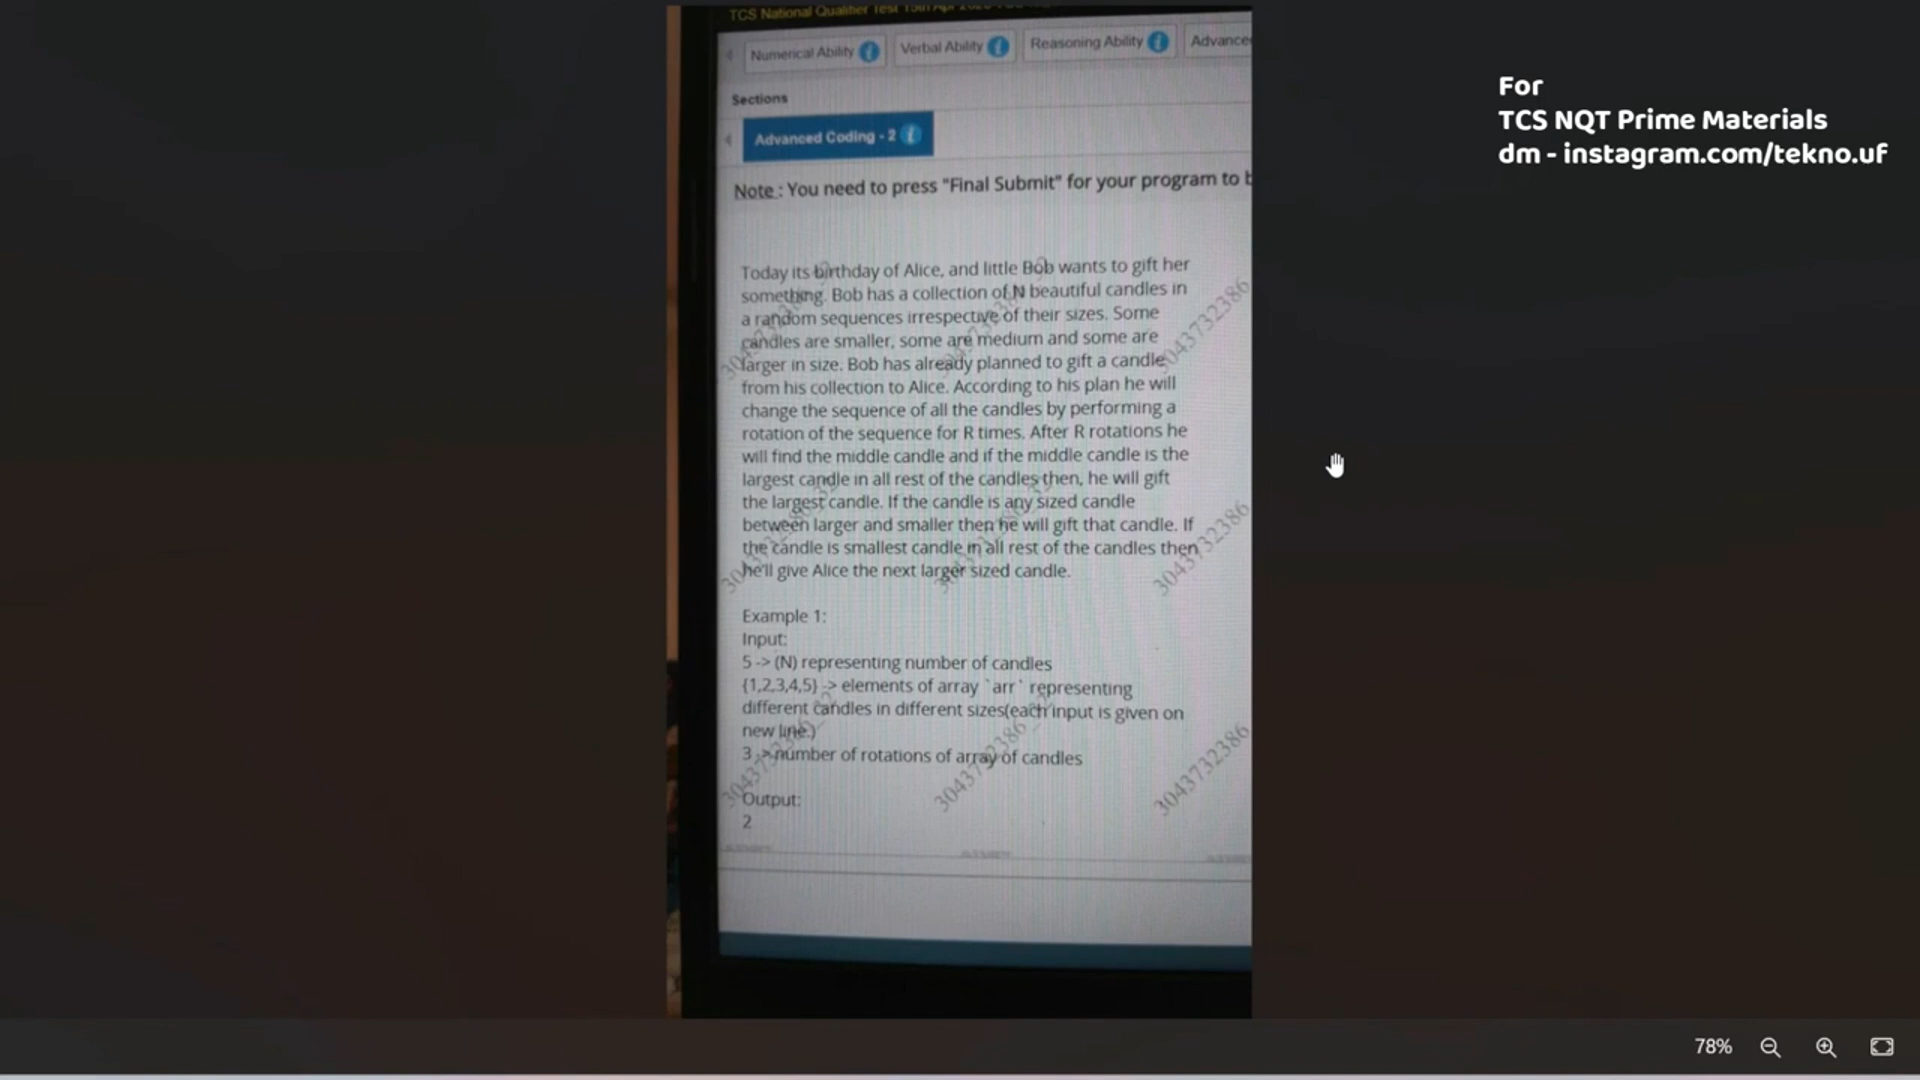 TCS National Qualifier Test 15th Apr
Numerical Ability
Verbal Ability
Reasoning Ability
Advance
Sections
Advanced Coding - 2
Note : You need to press "Final Submit" for your program to b
Today its birthday of Alice, and little Bob wants to gift her
something. Bob has a collection of N beautiful candles in
a random sequences irrespective of their sizes. Some
candles are smaller, some are medium and some are
larger in size. Bob has already planned to gift a candle
from his collection to Alice. According to his plan he will
change the sequence of all the candles by performing a
rotation of the sequence for R times. After R rotations he
will find the middle candle and if the middle candle is the
largest candle in all rest of the candles then, he will gift
the largest candle. If the candle is any sized candle
between larger and smaller then he will gift that candle. If
the candle is smallest candle in all rest of the candles then
he'll give Alice the next larger sized candle.
Example 1:
Input:
5 -> (N) representing number of candles
{1,2,3,4,5} -> elements of array `arr` representing
different candles in different sizes(each input is given on
new line.)
3 -> number of rotations of array of candles
Output:
2
3043732386
3043732386
3043732386
3043732386
For
TCS NQT Prime Materials
dm - instagram.com/tekno.uf
78%